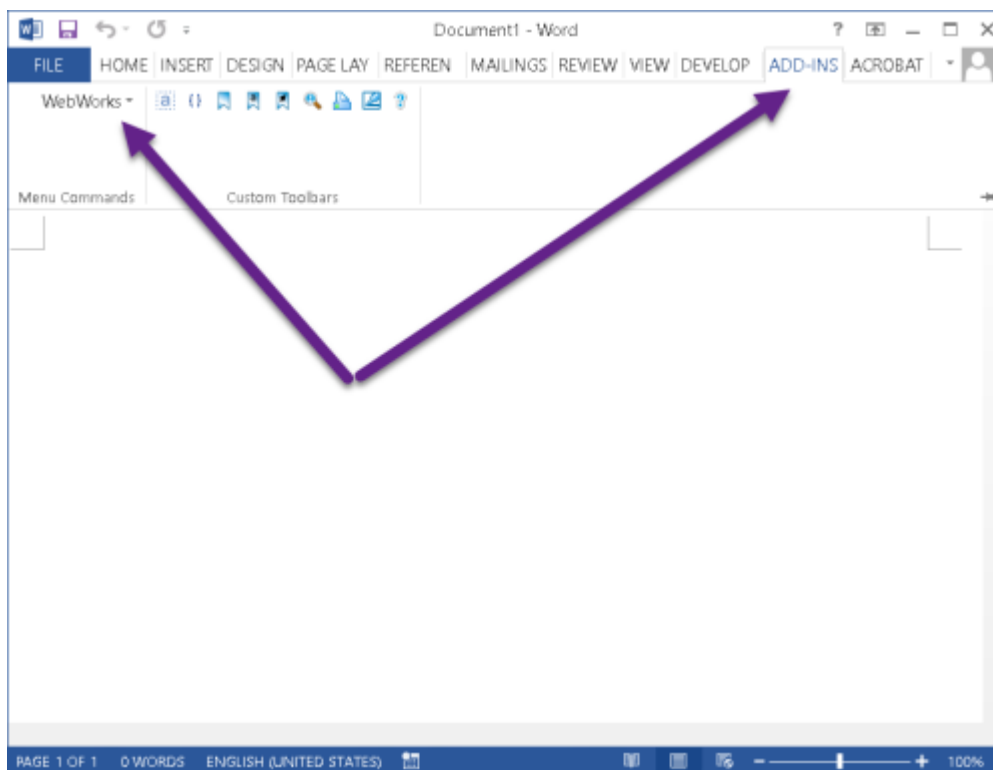 Document1 - Word
FILE HOME INSERT DESIGN PAGE LAY REFEREN MAILINGS REVIEW VIEW DEVELOP ADD-INS ACROBAT
WebWorks
Menu Commands Custom Toolbars
PAGE 1 OF 1 0 WORDS ENGLISH (UNITED STATES) 100%